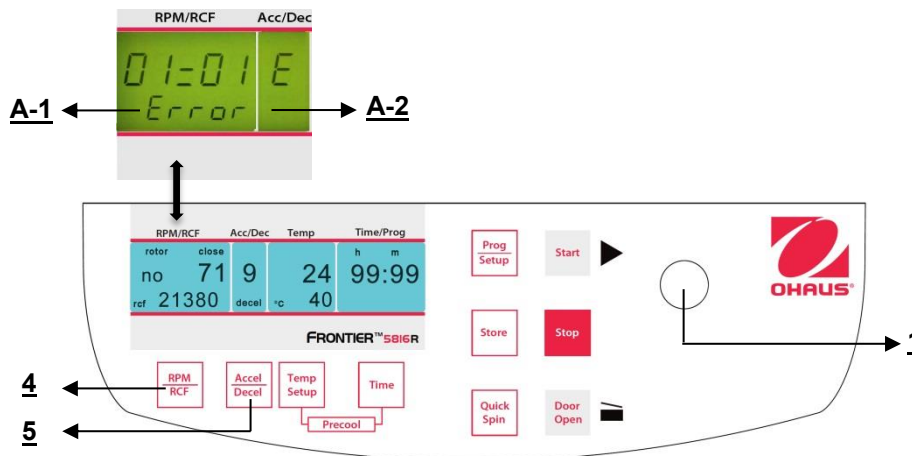 RPM/RCF Acc/Dec
01=01 E
Error
A-1 A-2
RPM/RCF Acc/Dec Temp Time/Prog
rotor close h m
no 71 9 24 99:99
rcf 21380 decel °C 40
FRONTIER™5816R
Prog
Setup
Start
OHAUS®
Store
Stop
1
4
RPM
RCF
Accel
Decel
Temp
Setup
Time
Precool
5
Quick
Spin
Door
Open